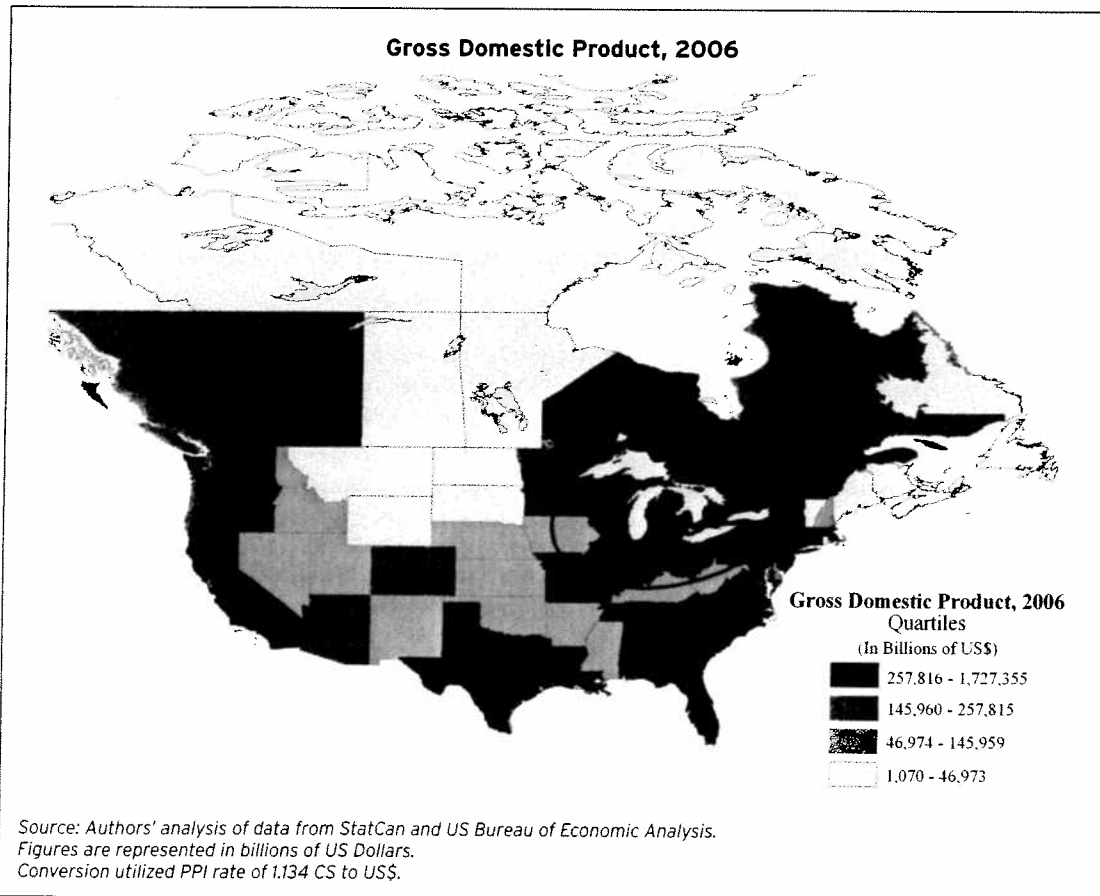 Gross Domestic Product, 2006
Gross Domestic Product, 2006
Quartiles
(In Billions of US$)
257,816 - 1,727,355
145,960 - 257,815
46,974 - 145,959
1,070 - 46,973
Source: Authors' analysis of data from StatCan and US Bureau of Economic Analysis.
Figures are represented in billions of US Dollars.
Conversion utilized PPI rate of 1.134 CS to US$.